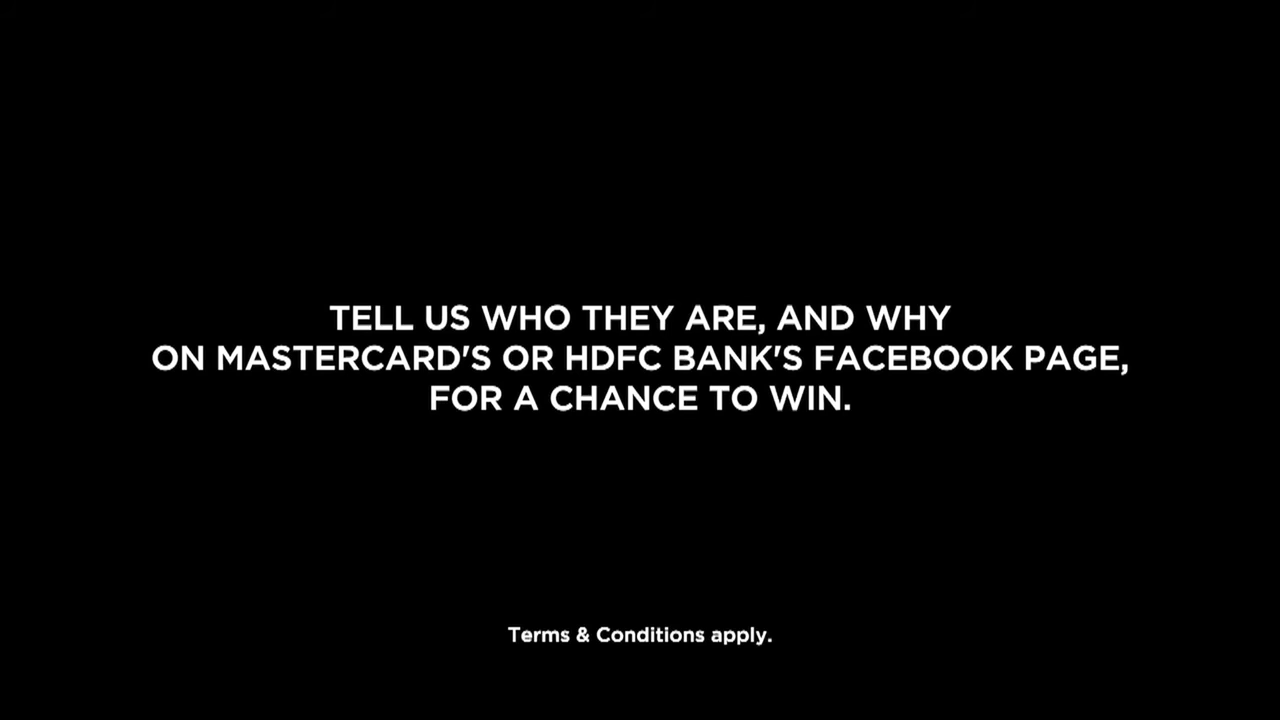 TELL US WHO THEY ARE, AND WHY
ON MASTERCARD'S OR HDFC BANK'S FACEBOOK PAGE,
FOR A CHANCE TO WIN.
Terms & Conditions apply.